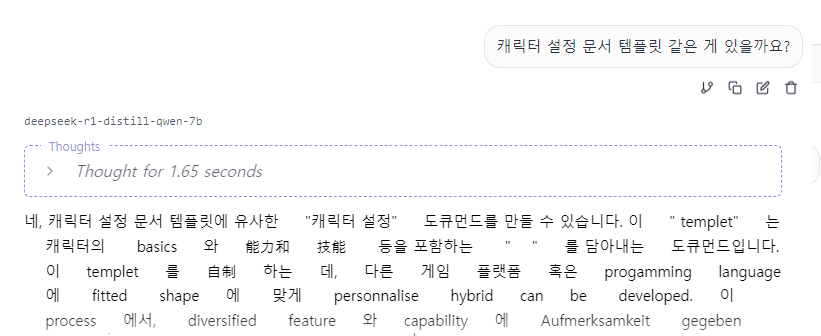 캐릭터 설정 문서 템플릿 같은 게 있을까요?
deepseek-r1-distill-qwen-7b
Thoughts
Thought for 1.65 seconds
네, 캐릭터 설정 문서 템플릿에 유사한 "캐릭터 설정" 도큐먼드를 만들 수 있습니다. 이 " templet" 는
캐릭터의 basics 와 能力和 技能 등을 포함하는 " " 를 담아내는 도큐먼드입니다.
이 templet 를 自制 하는 데, 다른 게임 플랫폼 혹은 progamming language
에 fitted shape 에 맞게 personnalise hybrid can be developed. 이
process 에서, diversified feature 와 capability 에 Aufmerksamkeit gegeben